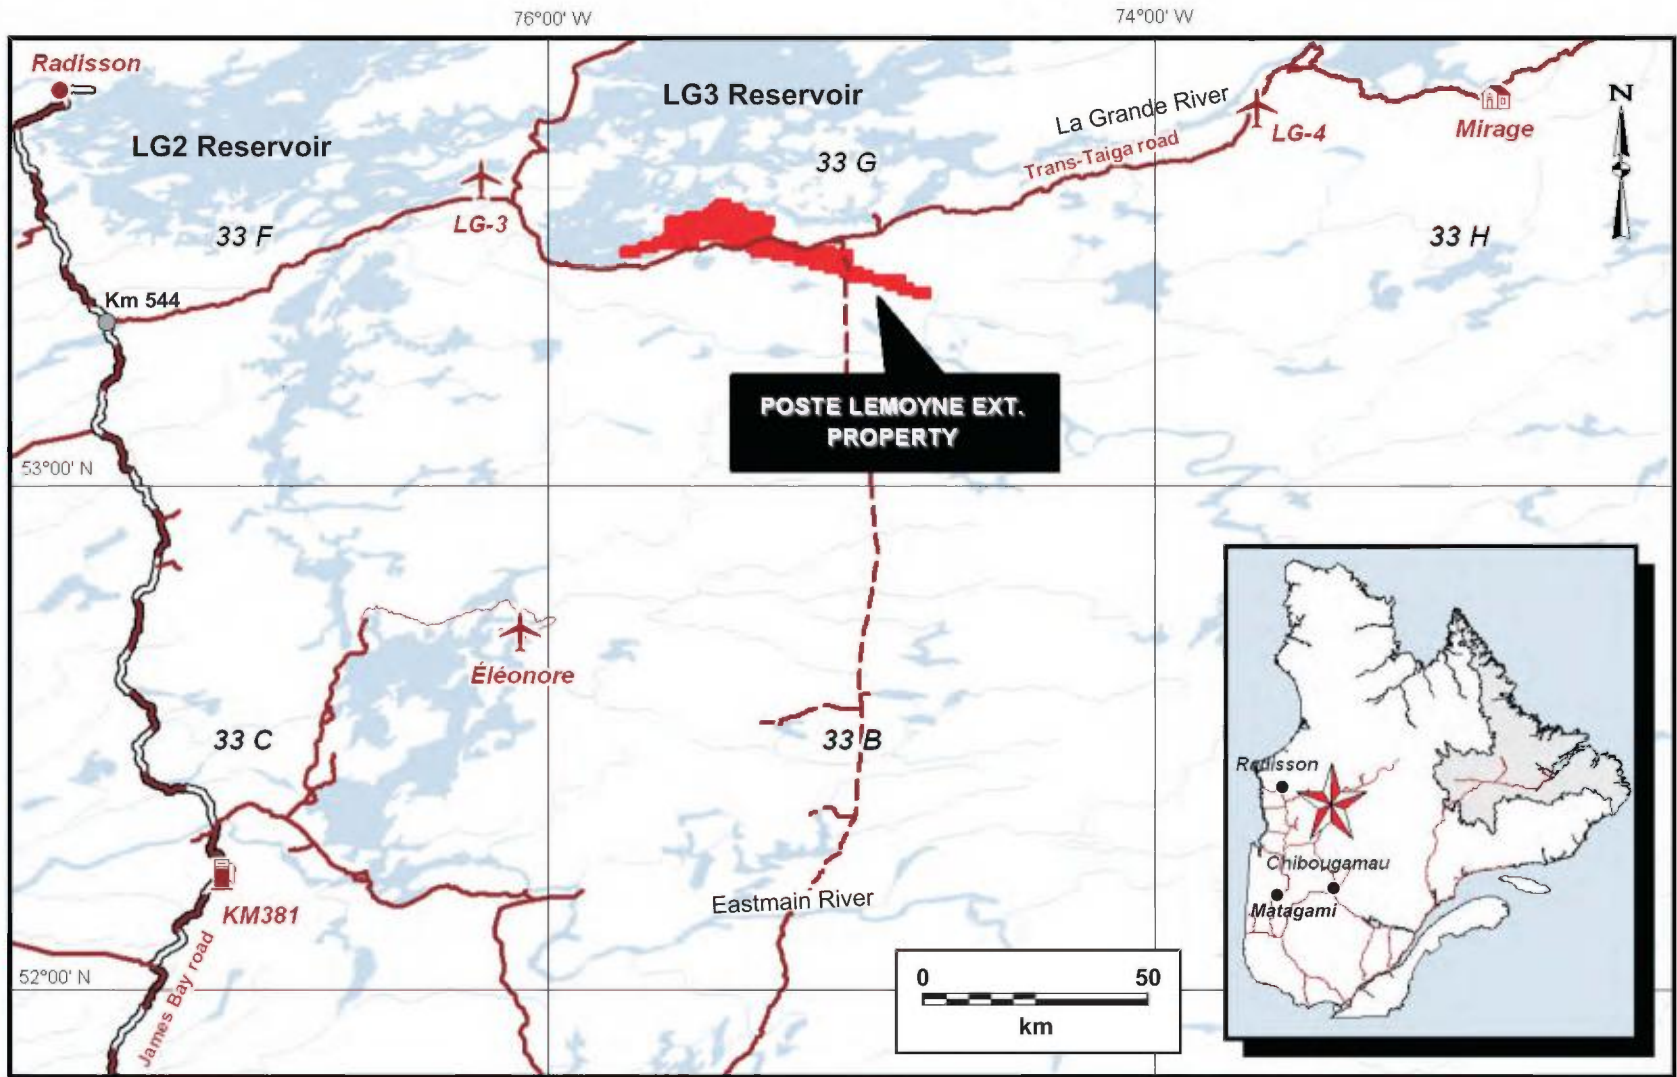 76°00' W
74°00' W
Radisson
LG3 Reservoir
La Grande River
LG-4
Mirage
N
LG2 Reservoir
33 G
Trans-Taiga road
LG-3
33 F
33 H
Km 544
POSTE LEMOYNE EXT.
PROPERTY
53°00' N
Éléonore
33 C
33 B
Radisson
Chibougamau
Matagami
KM381
Eastmain River
James Bay road
52°00' N
0 50
km